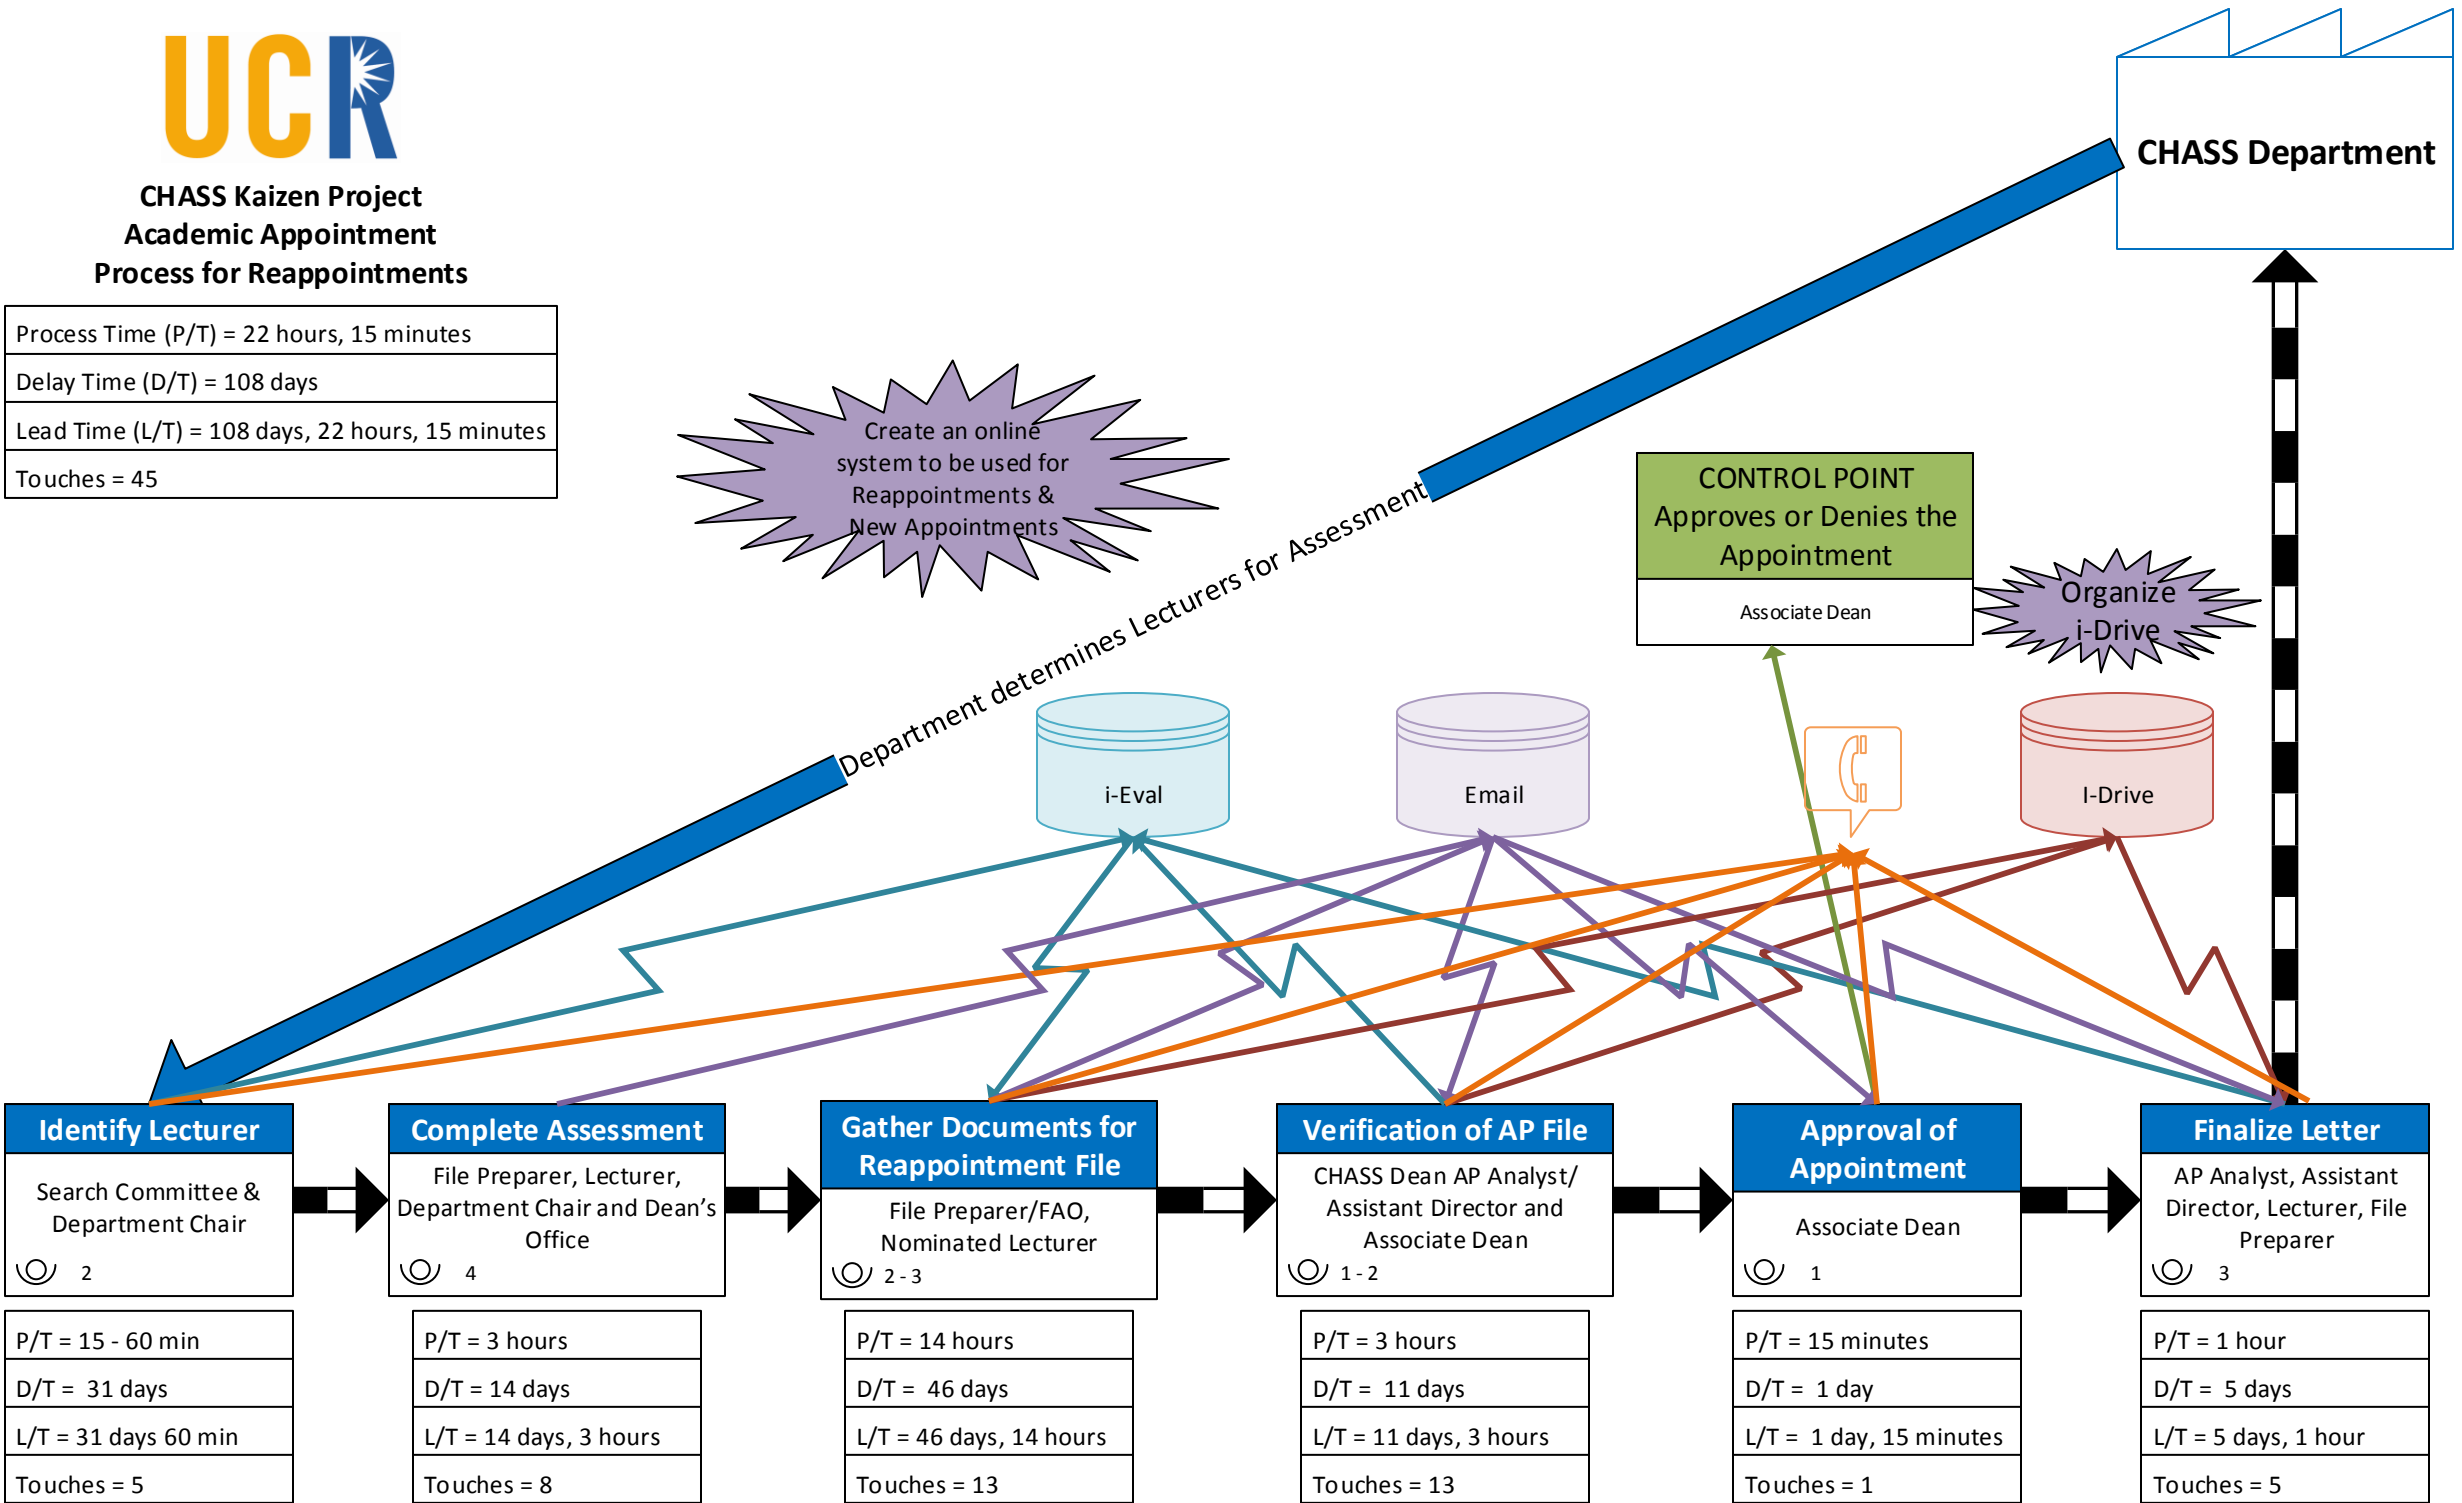 UCR
CHASS Kaizen Project
Academic Appointment
Process for Reappointments
Process Time (P/T) = 22 hours, 15 minutes
Delay Time (D/T) = 108 days
Lead Time (L/T) = 108 days, 22 hours, 15 minutes
Touches = 45
CHASS Department
Create an online
system to be used for
Reappointments &
New Appointments
Department determines Lecturers for Assessment
CONTROL POINT
Approves or Denies the
Appointment
Associate Dean
Organize
i-Drive
i-Eval
Email
I-Drive
Identify Lecturer
Search Committee &
Department Chair
2
P/T = 15 - 60 min
D/T = 31 days
L/T = 31 days 60 min
Touches = 5
Complete Assessment
File Preparer, Lecturer,
Department Chair and Dean's
Office
4
P/T = 3 hours
D/T = 14 days
L/T = 14 days, 3 hours
Touches = 8
Gather Documents for
Reappointment File
File Preparer/FAO,
Nominated Lecturer
2 - 3
P/T = 14 hours
D/T = 46 days
L/T = 46 days, 14 hours
Touches = 13
Verification of AP File
CHASS Dean AP Analyst/
Assistant Director and
Associate Dean
1 - 2
P/T = 3 hours
D/T = 11 days
L/T = 11 days, 3 hours
Touches = 13
Approval of
Appointment
Associate Dean
1
P/T = 15 minutes
D/T = 1 day
L/T = 1 day, 15 minutes
Touches = 1
Finalize Letter
AP Analyst, Assistant
Director, Lecturer, File
Preparer
3
P/T = 1 hour
D/T = 5 days
L/T = 5 days, 1 hour
Touches = 5